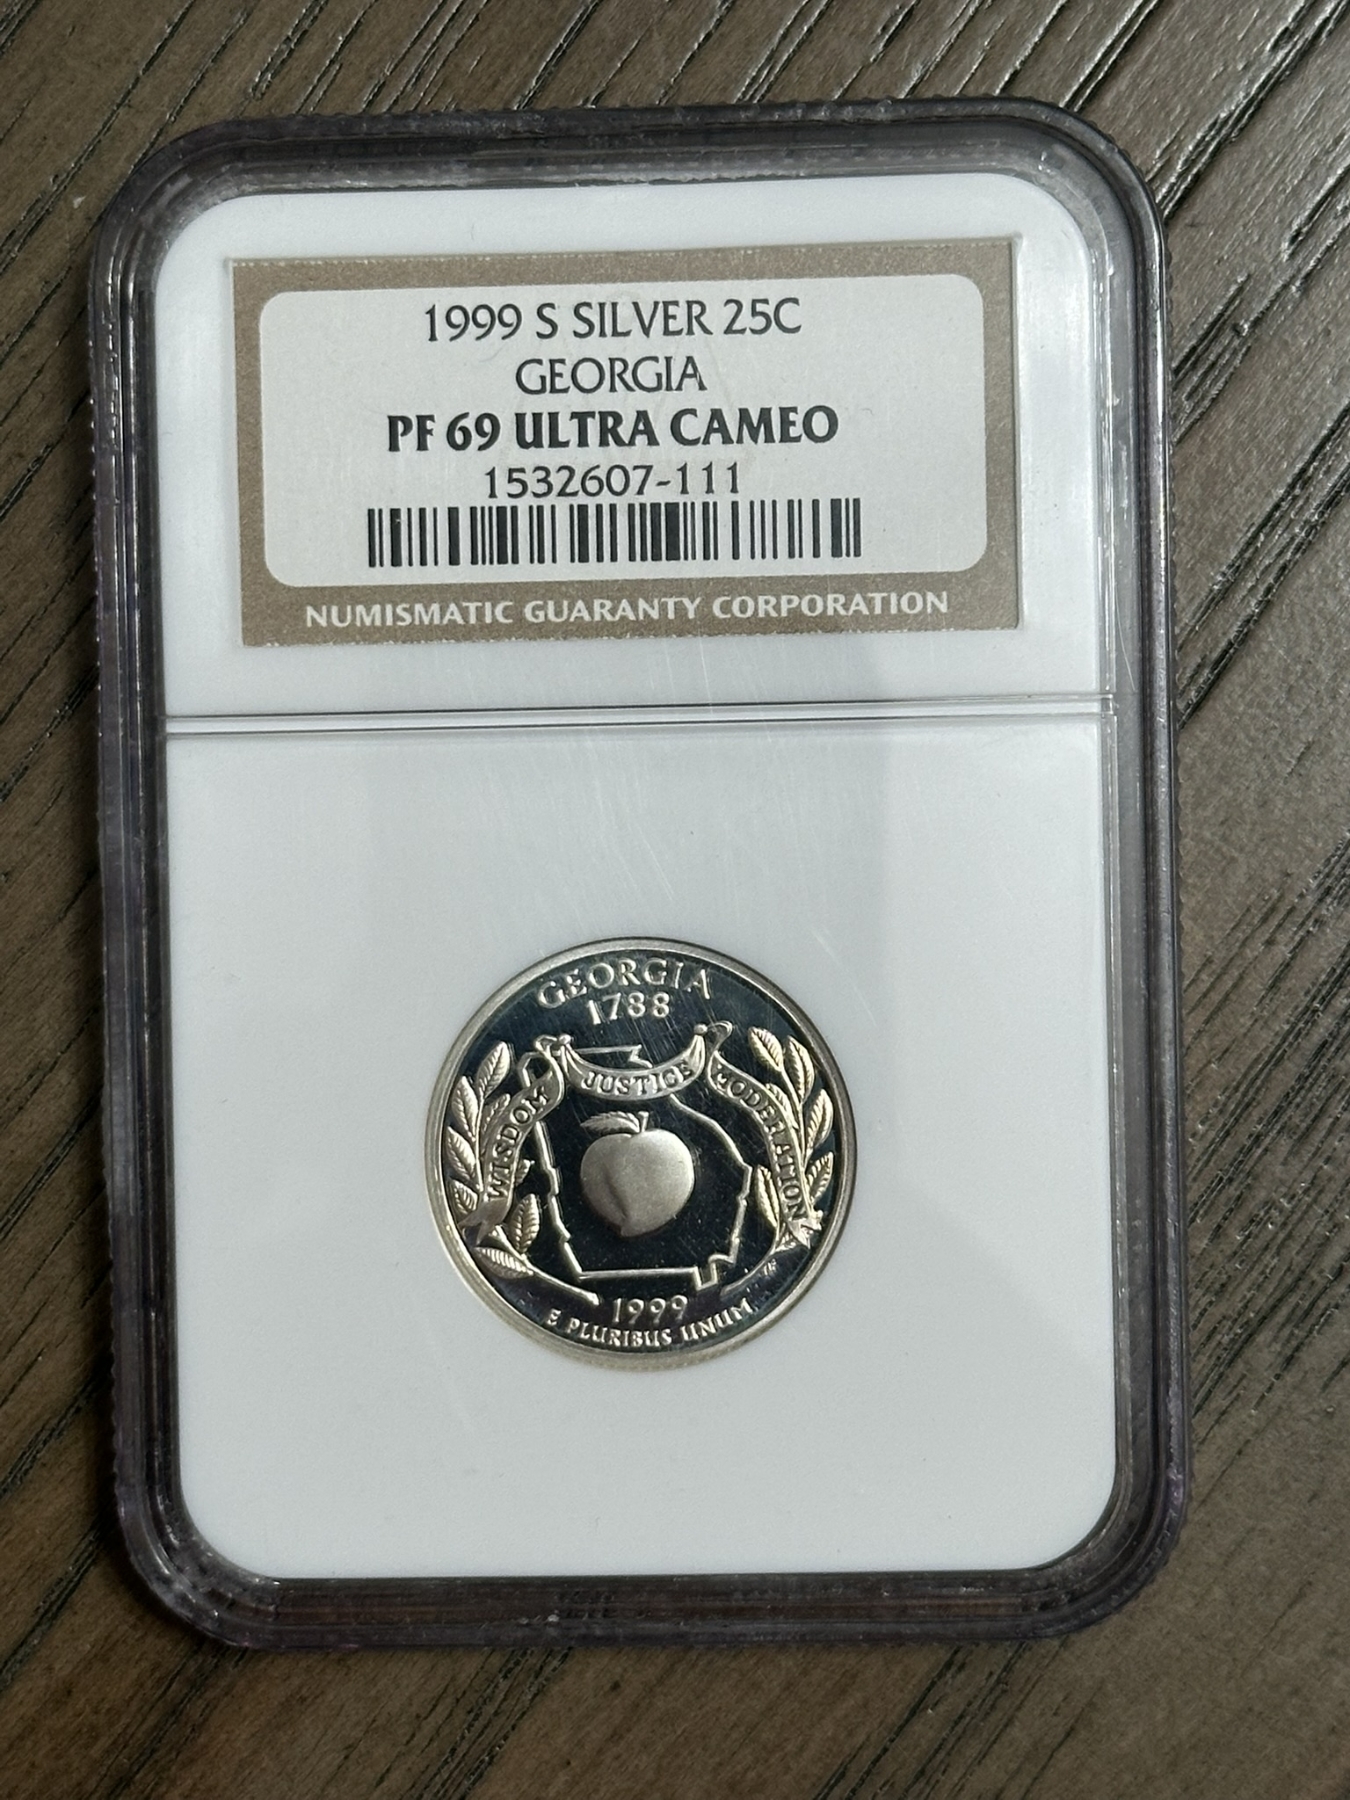 1999 S SILVER 25C
GEORGIA
PF 69 ULTRA CAMEO
1532607-111
NUMISMATIC GUARANTY CORPORATION
GEORGIA
1788
WISDOM
JUSTICE
MODERATION
1999
E PLURIBUS UNUM